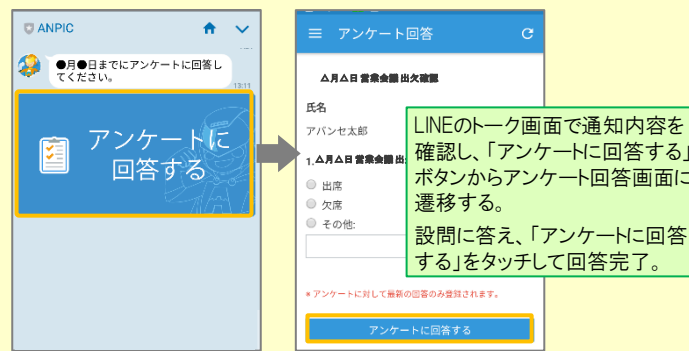 ANPIC
●月●日までにアンケートに回答し
てください。
13:11
アンケートに
回答する
アンケート回答
△月△日 営業会議 出欠確認
氏名
アバンセ太郎
1.△月△日 営業会議 出
出席
欠席
その他:
* アンケートに対して最新の回答のみ登録されます。
アンケートに回答する
LINEのトーク画面で通知内容を
確認し、「アンケートに回答する」
ボタンからアンケート回答画面に
遷移する。
設問に答え、「アンケートに回答
する」をタッチして回答完了。